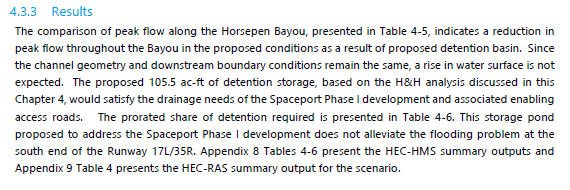 4.3.3 Results
The comparison of peak flow along the Horsepen Bayou, presented in Table 4-5, indicates a reduction in
peak flow throughout the Bayou in the proposed conditions as a result of proposed detention basin. Since
the channel geometry and downstream boundary conditions remain the same, a rise in water surface is not
expected. The proposed 105.5 ac-ft of detention storage, based on the H&H analysis discussed in this
Chapter 4, would satisfy the drainage needs of the Spaceport Phase I development and associated enabling
access roads. The prorated share of detention required is presented in Table 4-6. This storage pond
proposed to address the Spaceport Phase I development does not alleviate the flooding problem at the
south end of the Runway 17L/35R. Appendix 8 Tables 4-6 present the HEC-HMS summary outputs and
Appendix 9 Table 4 presents the HEC-RAS summary output for the scenario.